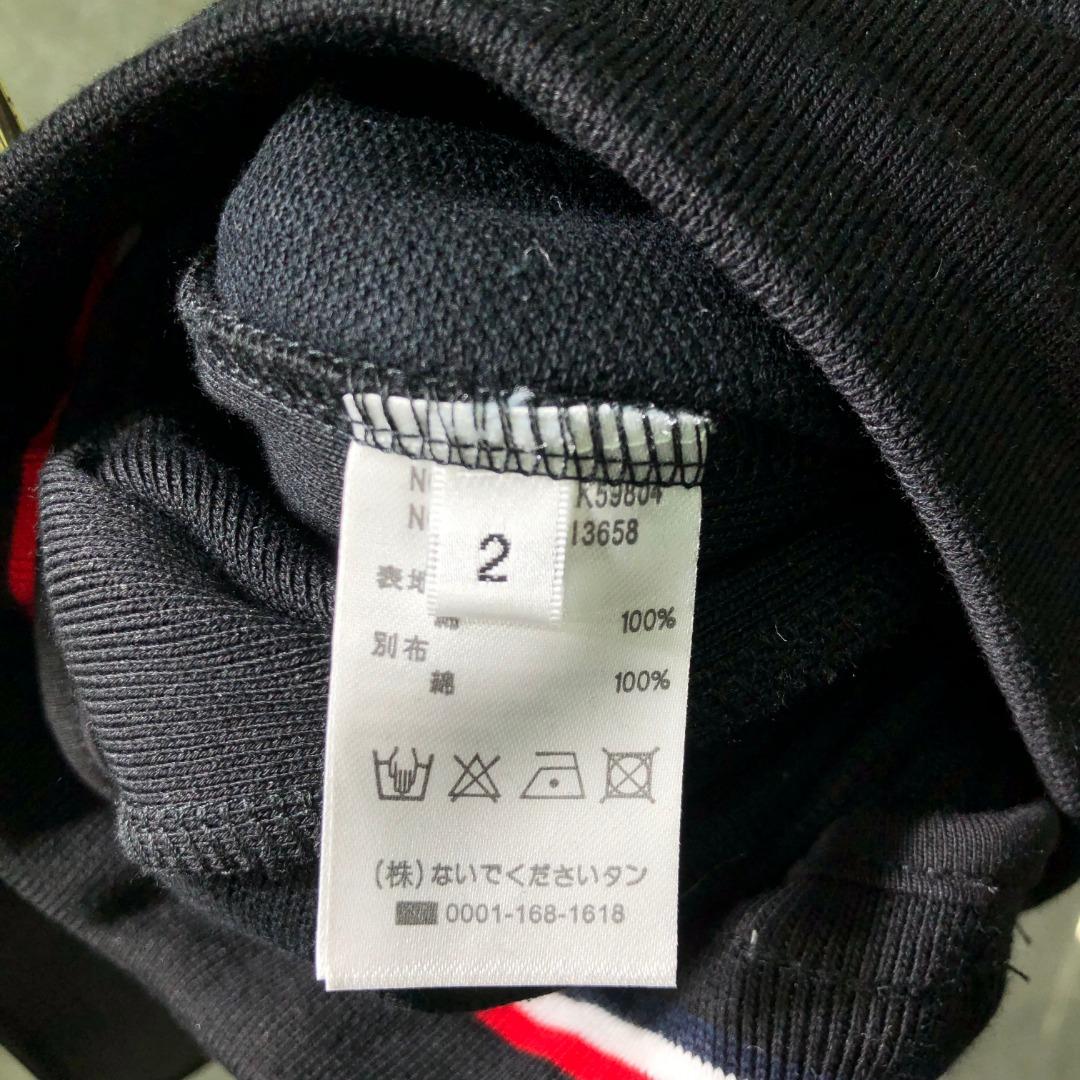 K59804
2
13658
表地
綿 100%
別布
綿 100%
(株)ないでくださいタン
0001-168-1618